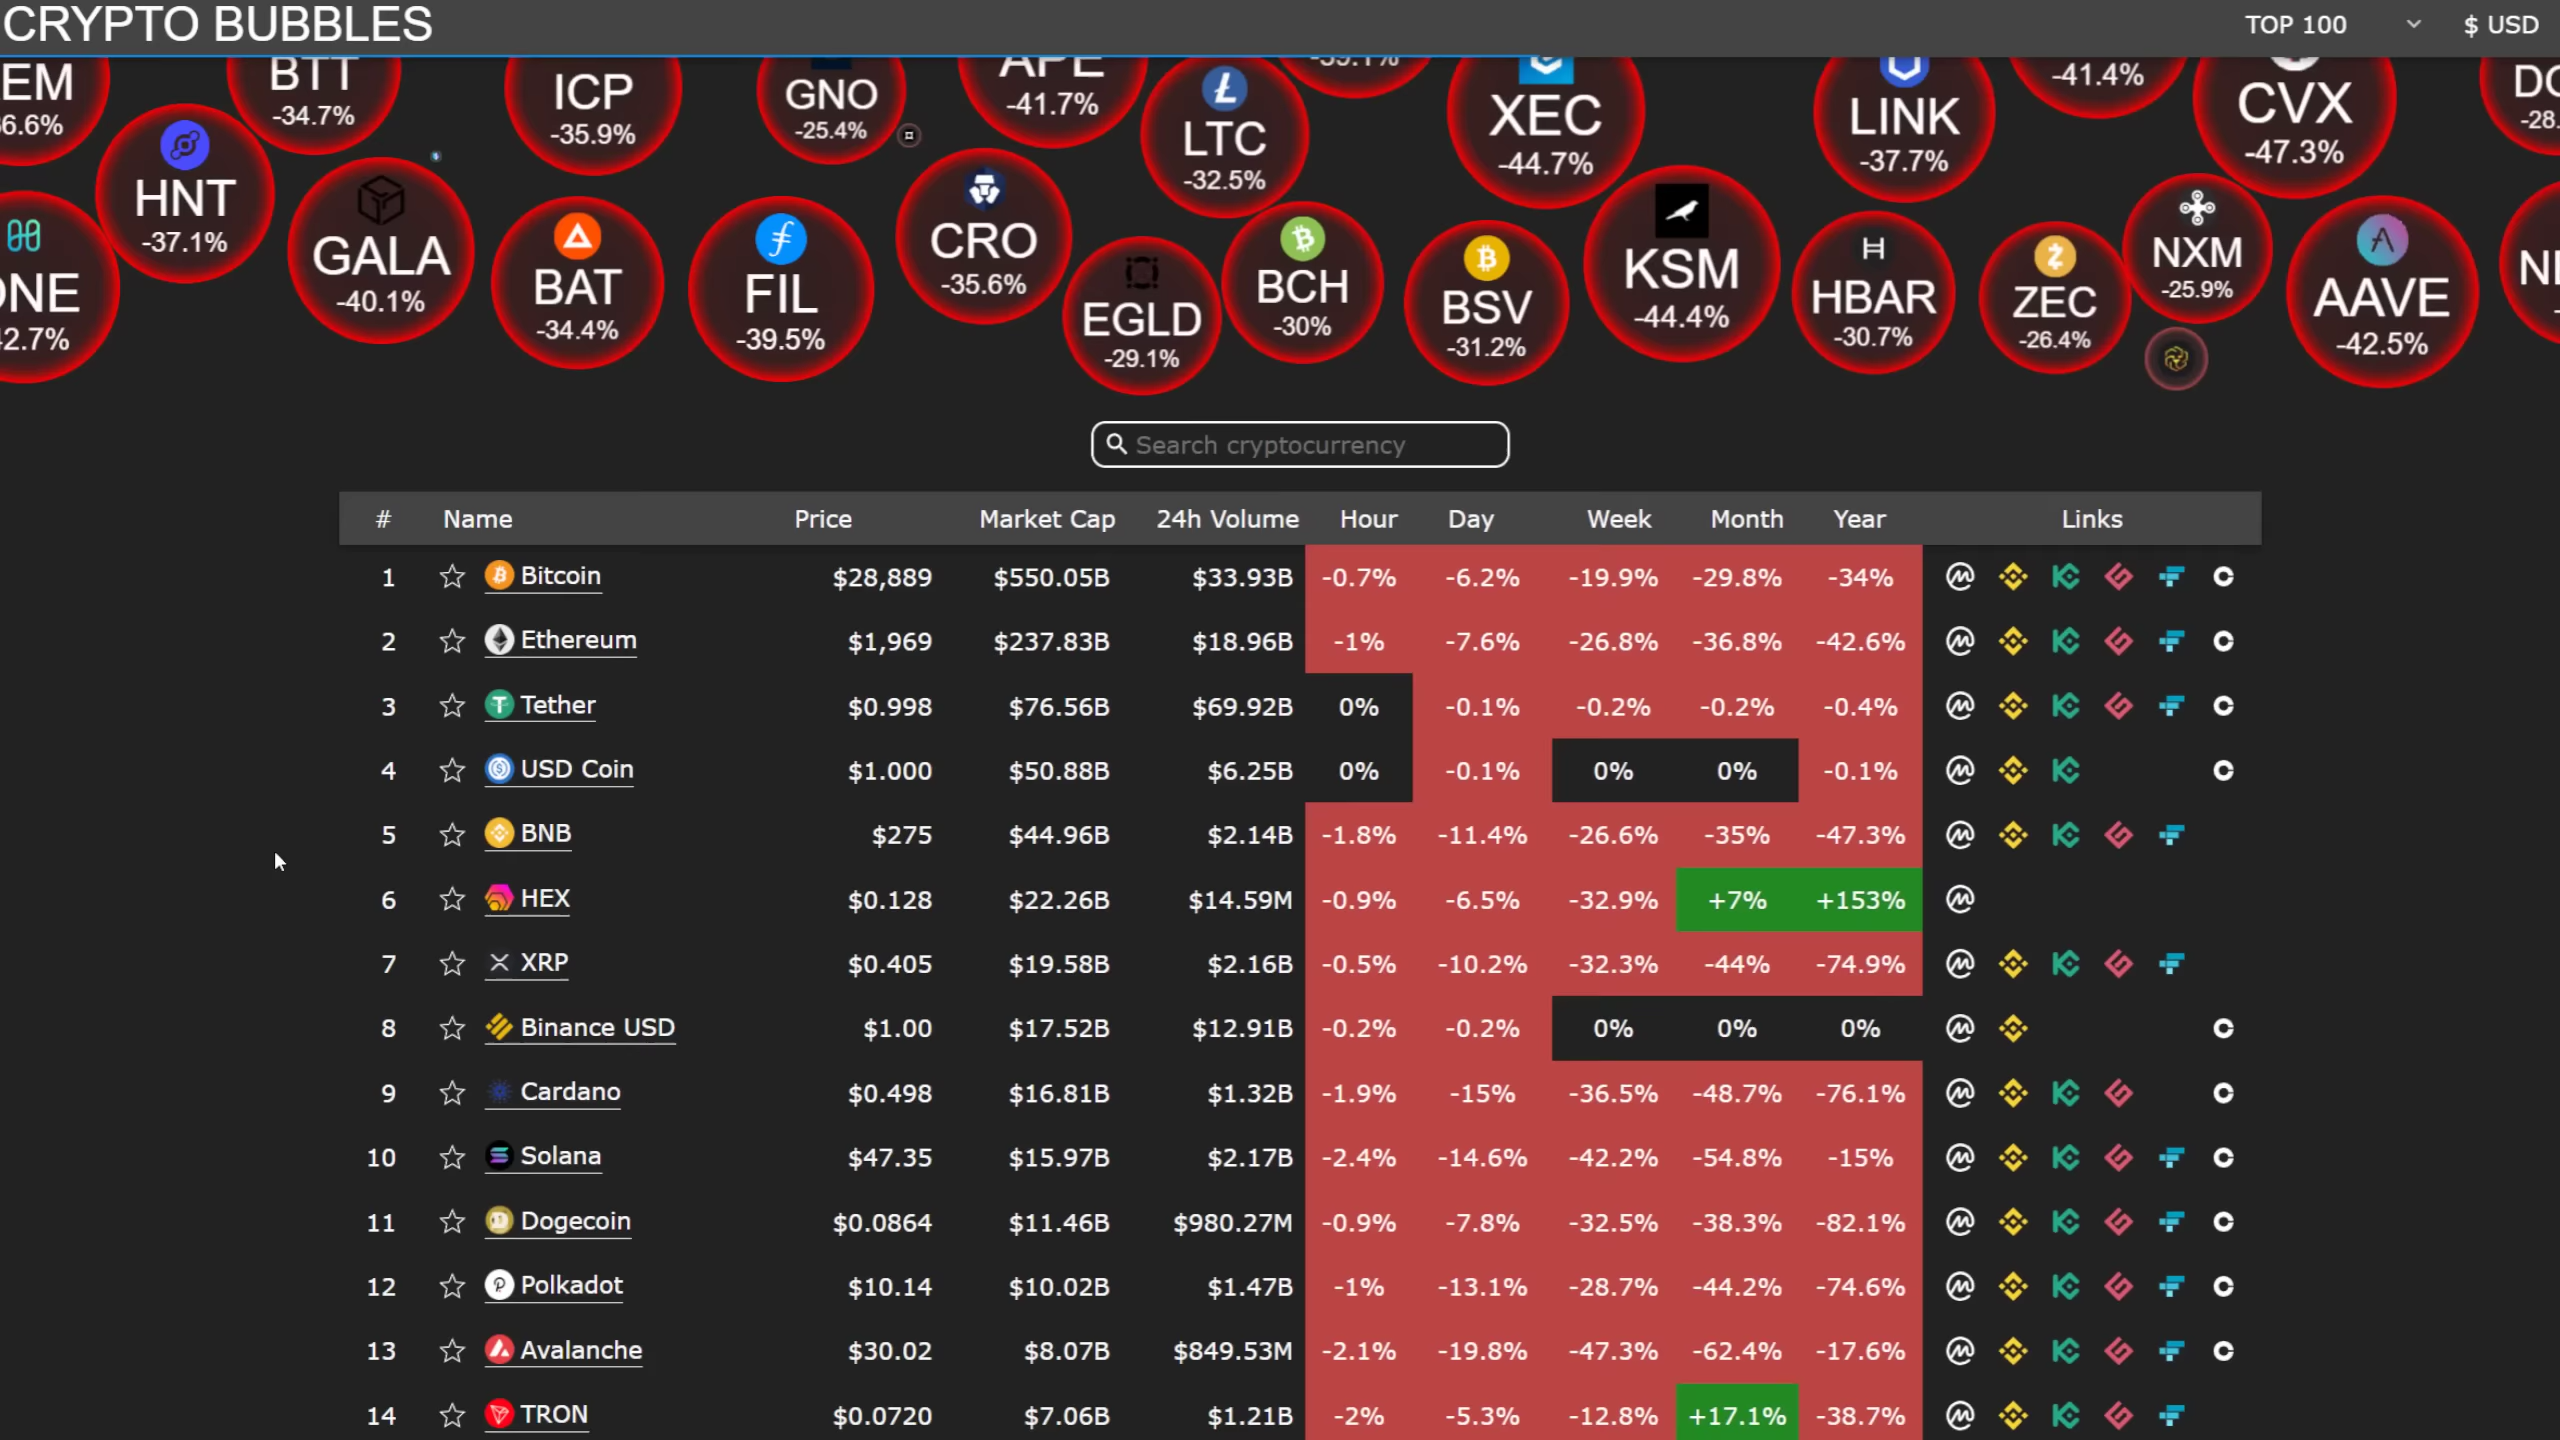 CRYPTO BUBBLES
TOP 100
$ USD
EM
6.6%
BTT
-34.7%
ICP
-35.9%
GNO
-25.4%
APE
-41.7%
LTC
-32.5%
-39.1%
XEC
-44.7%
LINK
-37.7%
-41.4%
CVX
-47.3%
-28.
HNT
-37.1%
GALA
-40.1%
BAT
-34.4%
FIL
-39.5%
CRO
-35.6%
EGLD
-29.1%
BCH
-30%
BSV
-31.2%
KSM
-44.4%
HBAR
-30.7%
ZEC
-26.4%
NXM
-25.9%
AAVE
-42.5%
NE
2.7%
Search cryptocurrency
# Name Price Market Cap 24h Volume Hour Day Week Month Year Links
1 Bitcoin $28,889 $550.05B $33.93B -0.7% -6.2% -19.9% -29.8% -34%
2 Ethereum $1,969 $237.83B $18.96B -1% -7.6% -26.8% -36.8% -42.6%
3 Tether $0.998 $76.56B $69.92B 0% -0.1% -0.2% -0.2% -0.4%
4 USD Coin $1.000 $50.88B $6.25B 0% -0.1% 0% 0% -0.1%
5 BNB $275 $44.96B $2.14B -1.8% -11.4% -26.6% -35% -47.3%
6 HEX $0.128 $22.26B $14.59M -0.9% -6.5% -32.9% +7% +153%
7 XRP $0.405 $19.58B $2.16B -0.5% -10.2% -32.3% -44% -74.9%
8 Binance USD $1.00 $17.52B $12.91B -0.2% -0.2% 0% 0% 0%
9 Cardano $0.498 $16.81B $1.32B -1.9% -15% -36.5% -48.7% -76.1%
10 Solana $47.35 $15.97B $2.17B -2.4% -14.6% -42.2% -54.8% -15%
11 Dogecoin $0.0864 $11.46B $980.27M -0.9% -7.8% -32.5% -38.3% -82.1%
12 Polkadot $10.14 $10.02B $1.47B -1% -13.1% -28.7% -44.2% -74.6%
13 Avalanche $30.02 $8.07B $849.53M -2.1% -19.8% -47.3% -62.4% -17.6%
14 TRON $0.0720 $7.06B $1.21B -2% -5.3% -12.8% +17.1% -38.7%